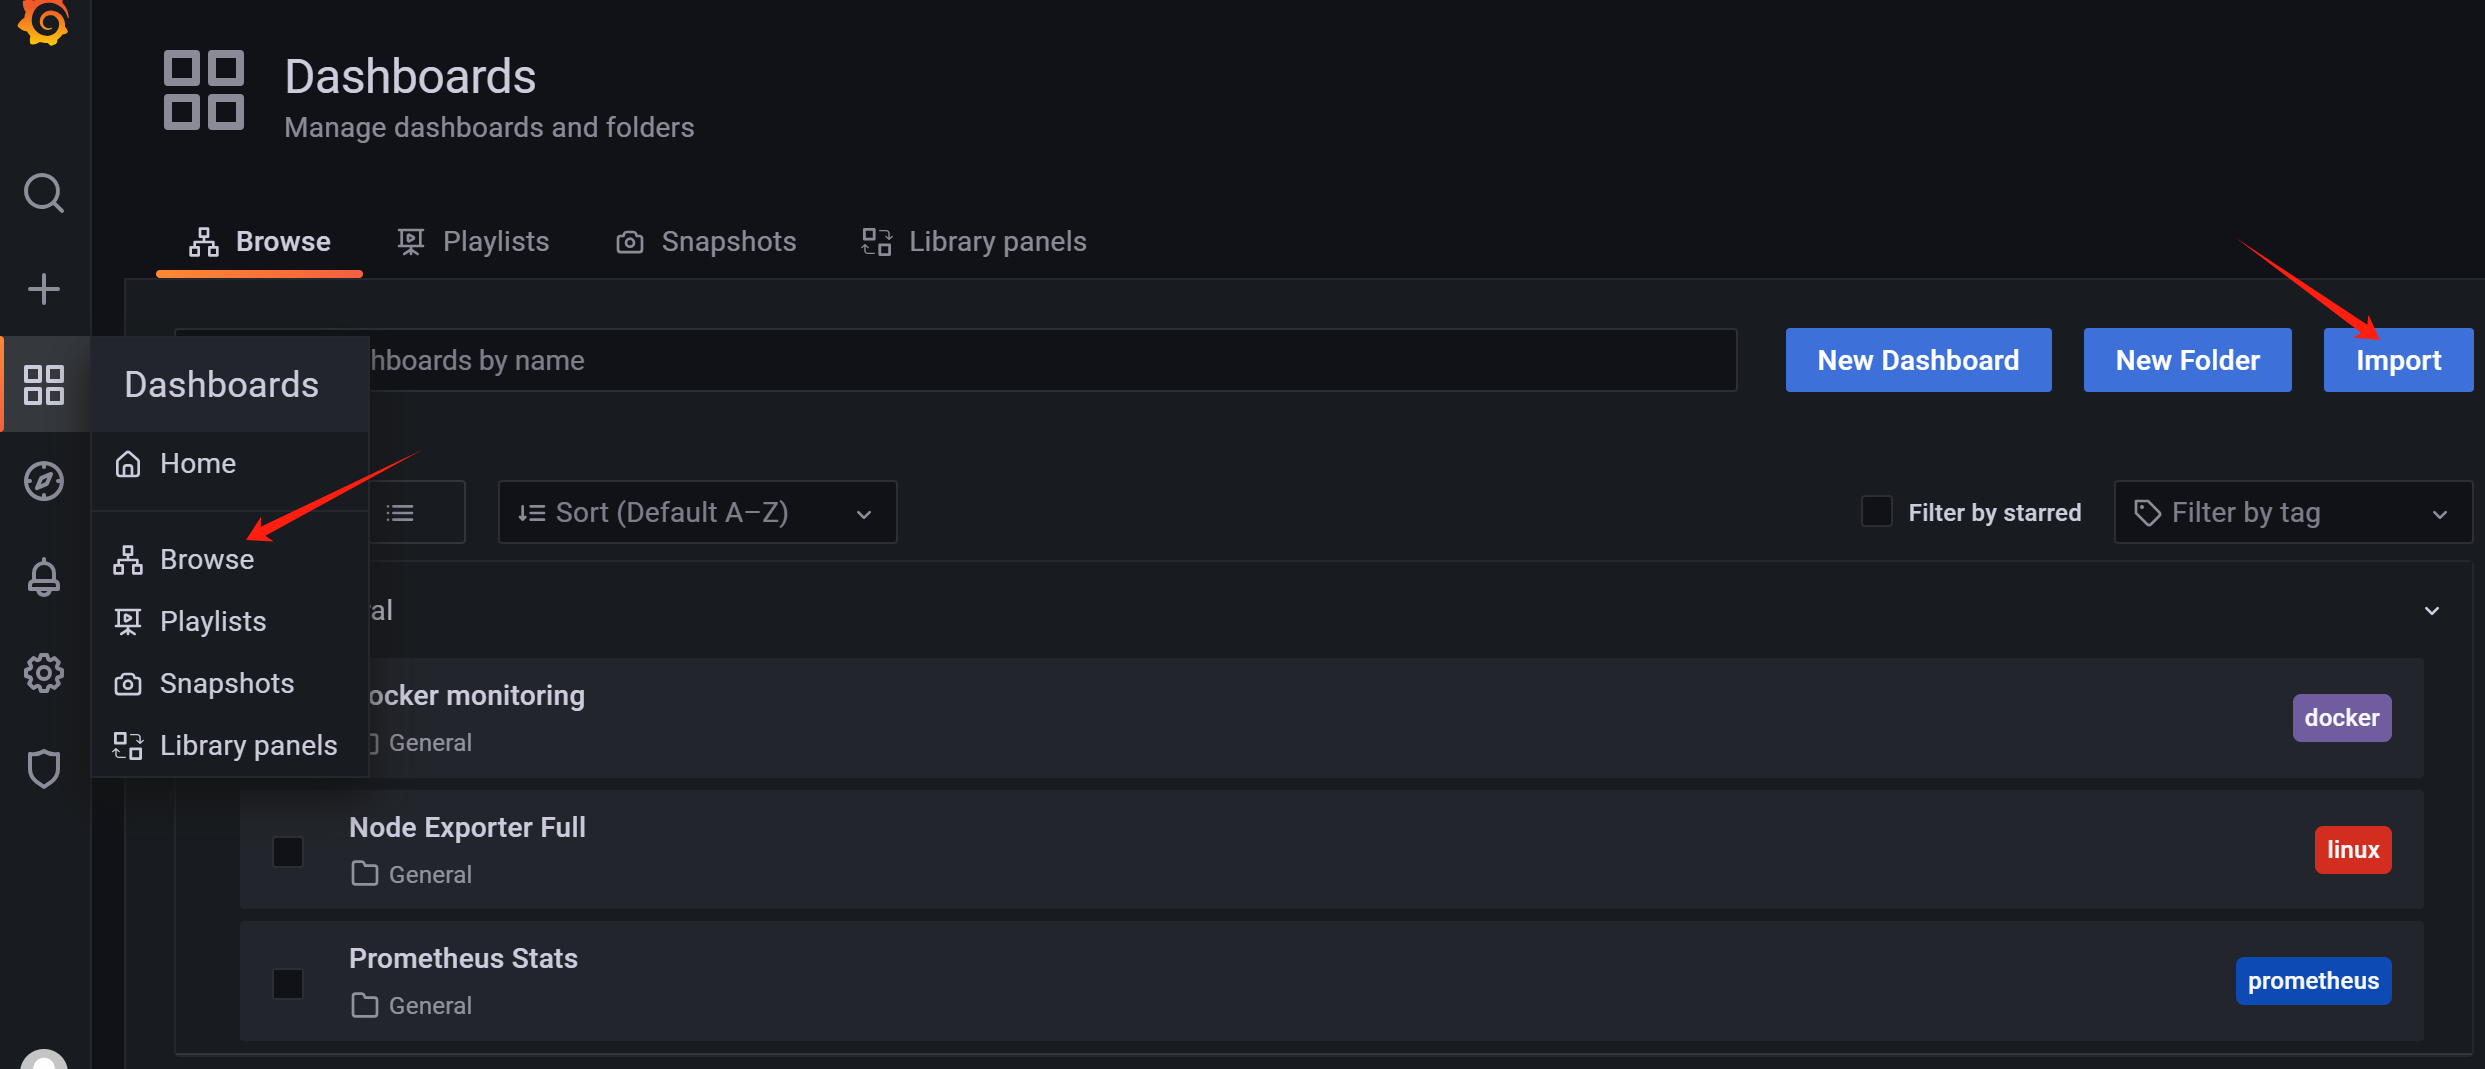 Dashboards
Manage dashboards and folders
Browse
Playlists
Snapshots
Library panels
hboards by name
New Dashboard
New Folder
Import
Dashboards
Home
Browse
Playlists
Snapshots
Library panels
Sort (Default A–Z)
Filter by starred
Filter by tag
al
ocker monitoring
General
docker
Node Exporter Full
General
linux
Prometheus Stats
General
prometheus